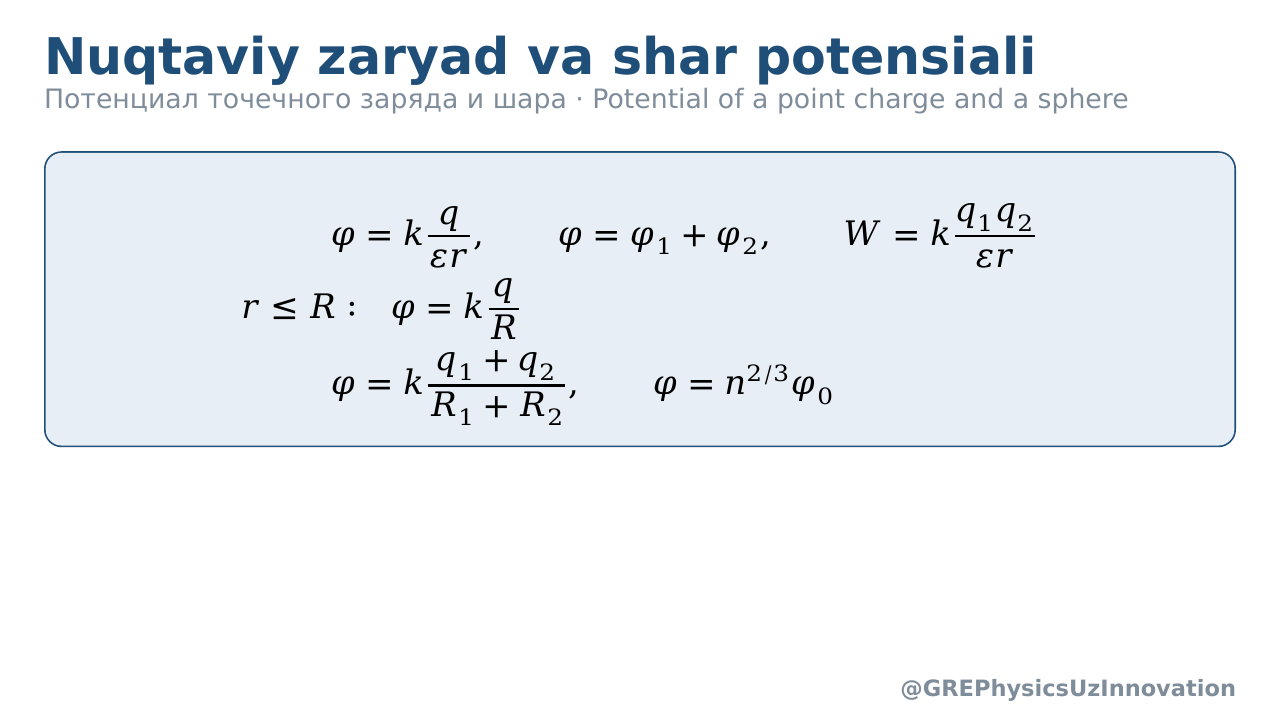 Nuqtaviy zaryad va shar potensiali
Потенциал точечного заряда и шара · Potential of a point charge and a sphere
φ = k q/(εr),   φ = φ₁ + φ₂,   W = k q₁q₂/(εr)
r ≤ R :  φ = k q/R
φ = k (q₁ + q₂)/(R₁ + R₂),   φ = n^(2/3)φ₀
@GREPhysicsUzInnovation